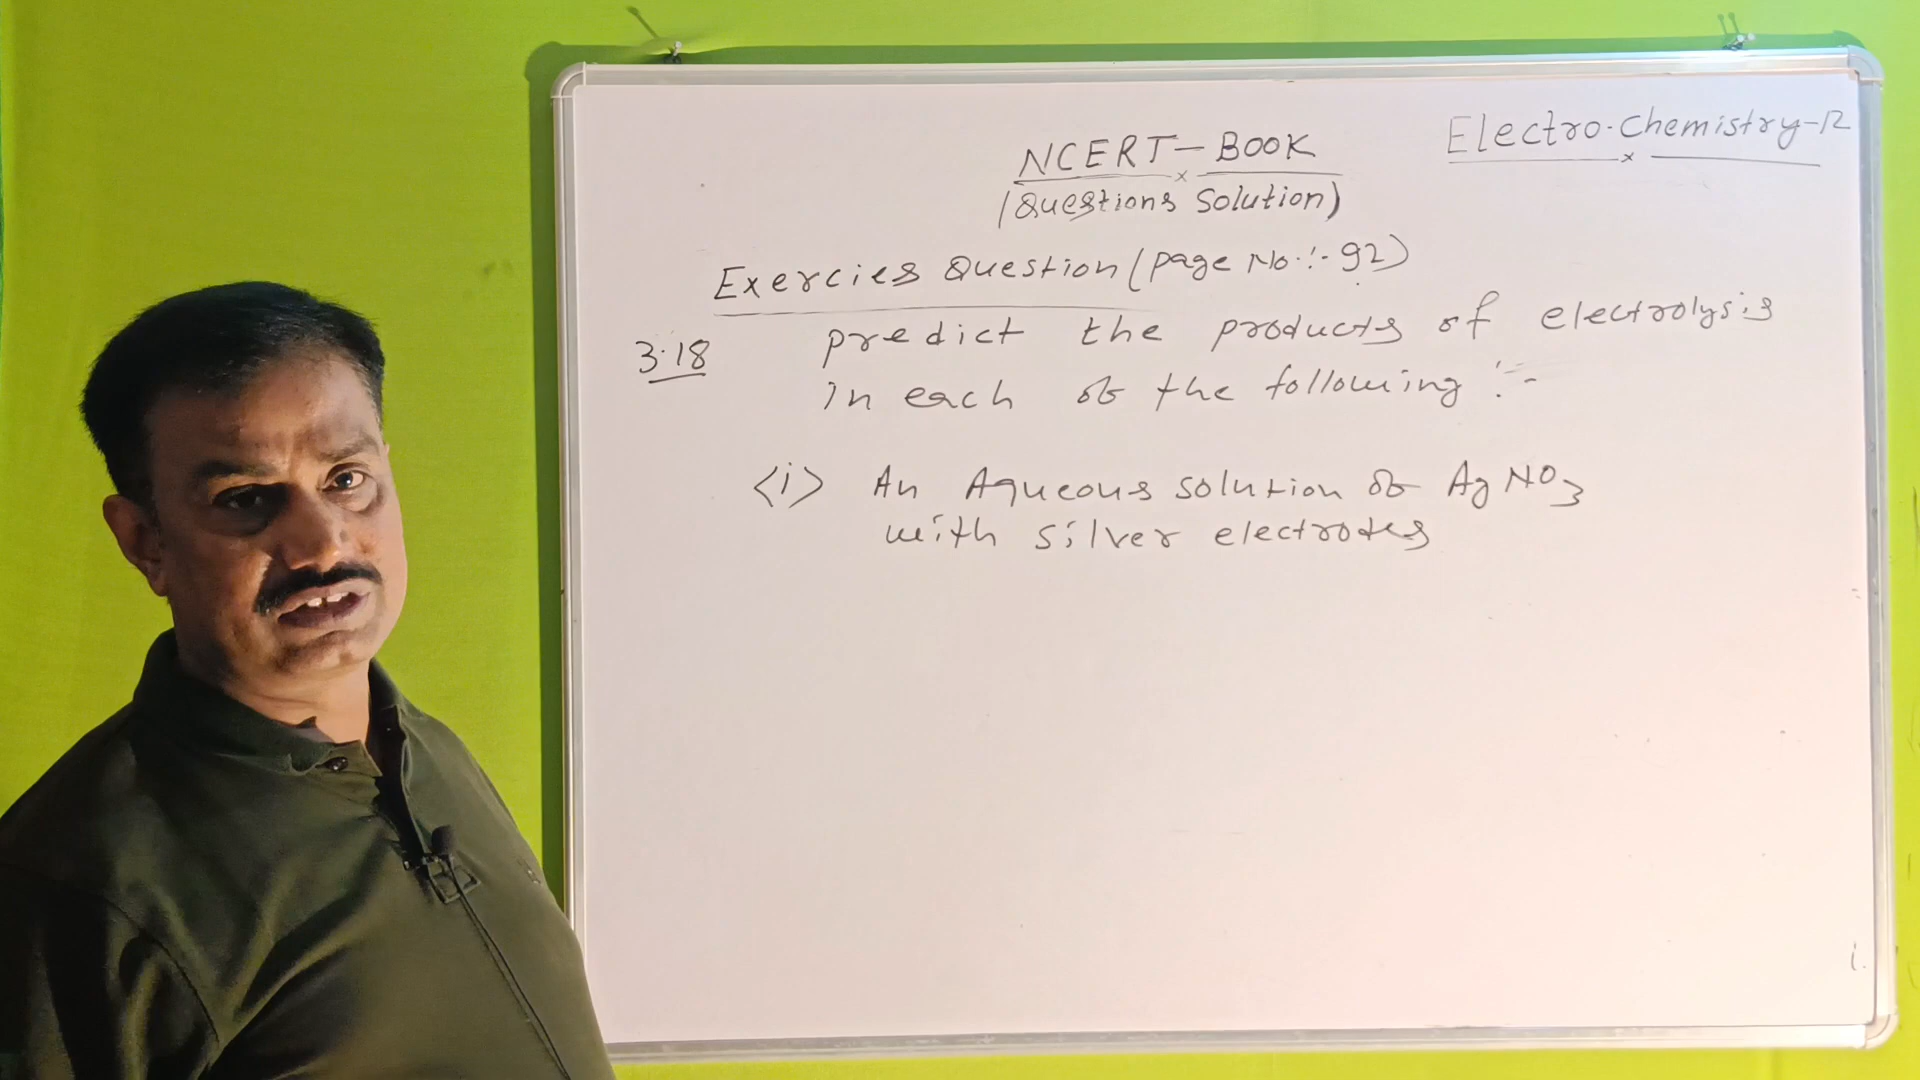 Electro.Chemistry-12
NCERT-BOOK
(Questions Solution)
Exercies Question (page No.:-92)
3.18 predict the products of electrolysis
in each of the following :-
<i> An Aqueous solution of AgNO3
with silver electrodes